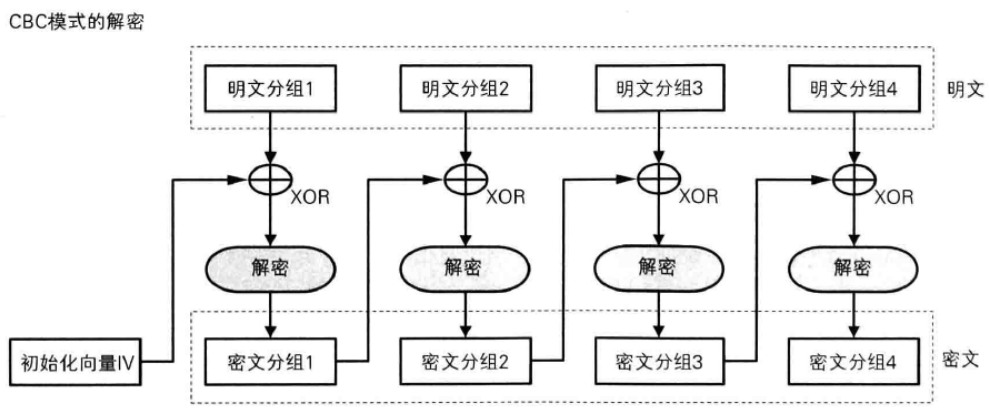 CBC模式的解密
明文分组1 明文分组2 明文分组3 明文分组4 明文
XOR XOR XOR XOR
解密 解密 解密 解密
初始化向量IV 密文分组1 密文分组2 密文分组3 密文分组4 密文